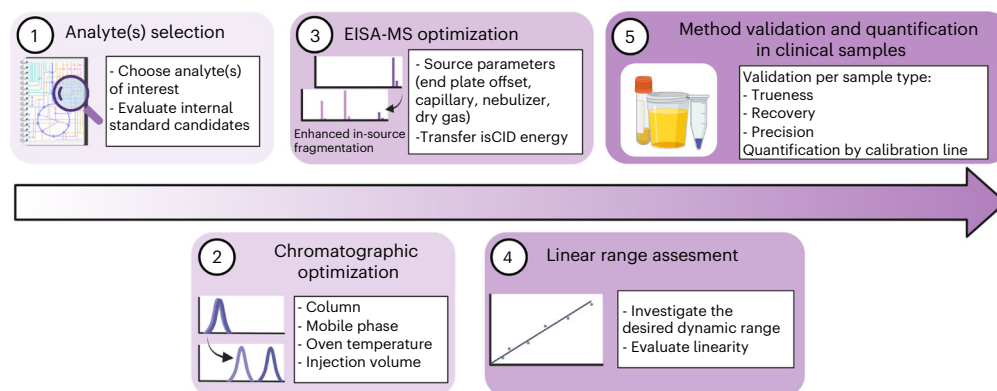 1
Analyte(s) selection
- Choose analyte(s)
of interest
- Evaluate internal
standard candidates
2
Chromatographic
optimization
- Column
- Mobile phase
- Oven temperature
- Injection volume
3
EISA-MS optimization
Enhanced in-source
fragmentation
- Source parameters
(end plate offset,
capillary, nebulizer,
dry gas)
-Transfer isCID energy
4
Linear range assesment
- Investigate the
desired dynamic range
- Evaluate linearity
5
Method validation and quantification
in clinical samples
Validation per sample type:
- Trueness
- Recovery
- Precision
Quantification by calibration line